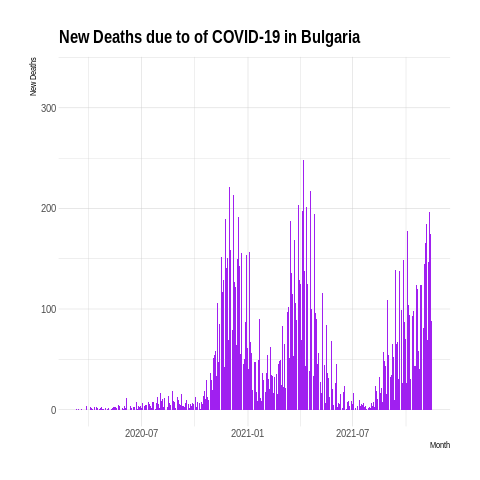 New Deaths due to of COVID-19 in Bulgaria
New Deaths
300
200
100
0
2020-07
2021-01
2021-07
Month